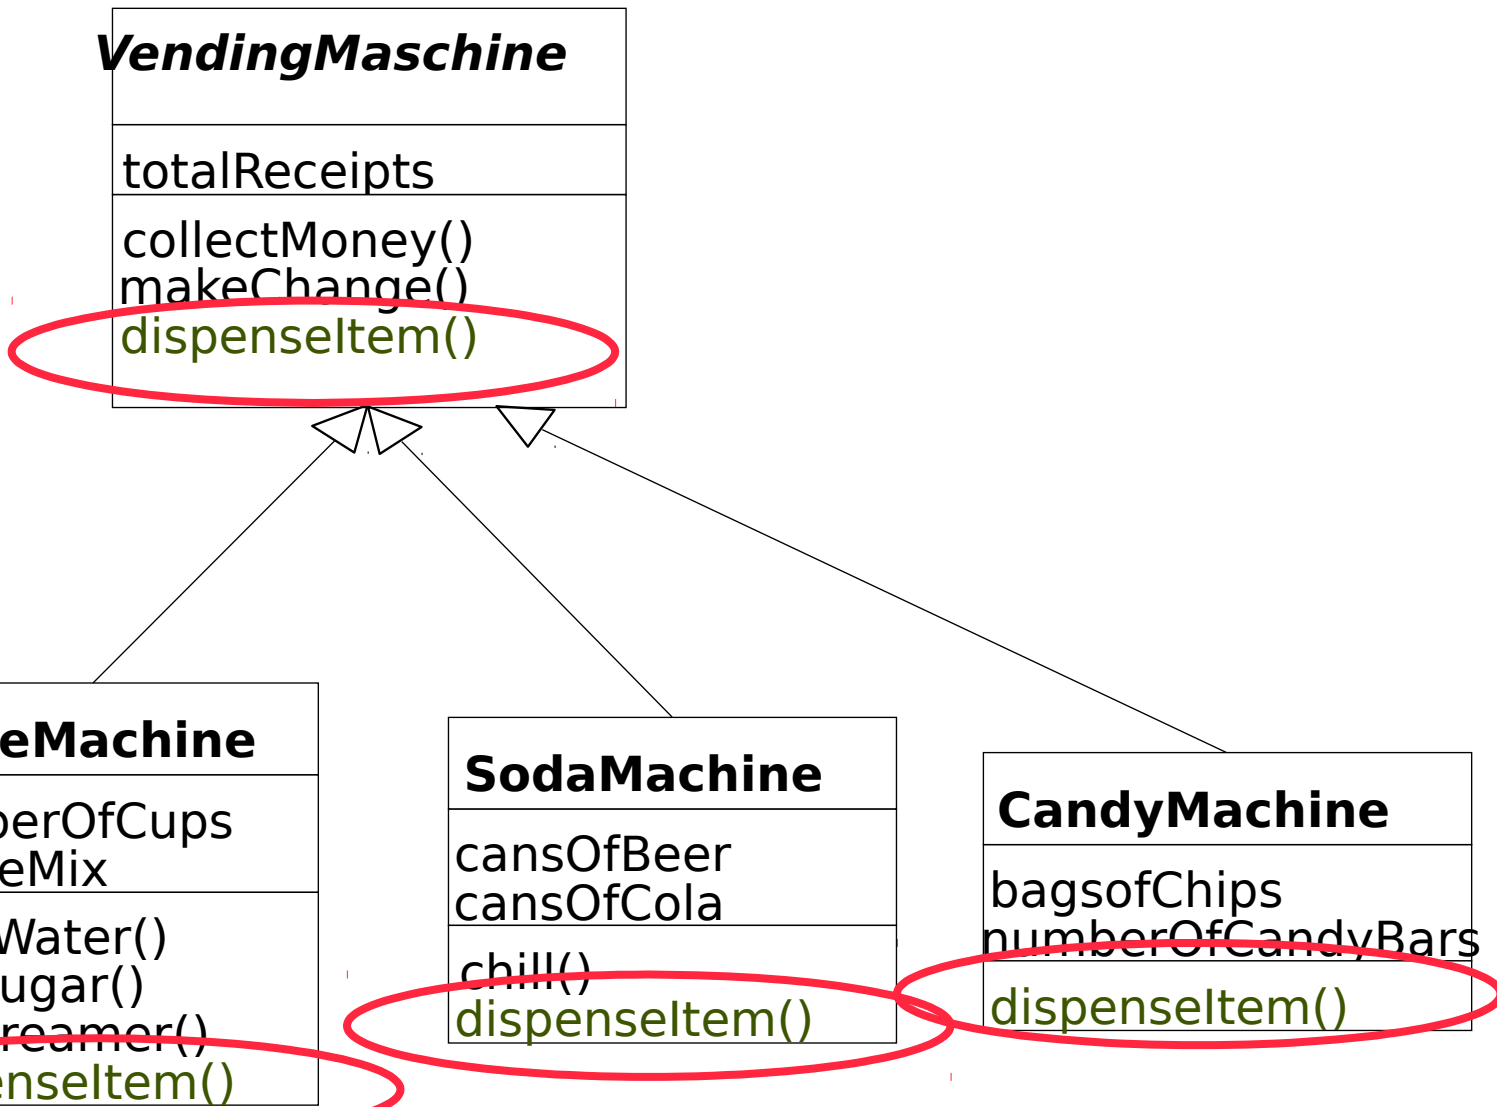 VendingMaschine
totalReceipts
collectMoney()
makeChange()
dispenseItem()
eMachine
berOfCups
eMix
Water()
ugar()
reamer()
enseItem()
SodaMachine
cansOfBeer
cansOfCola
chill()
dispenseItem()
CandyMachine
bagsofChips
numberOfCandyBars
dispenseItem()